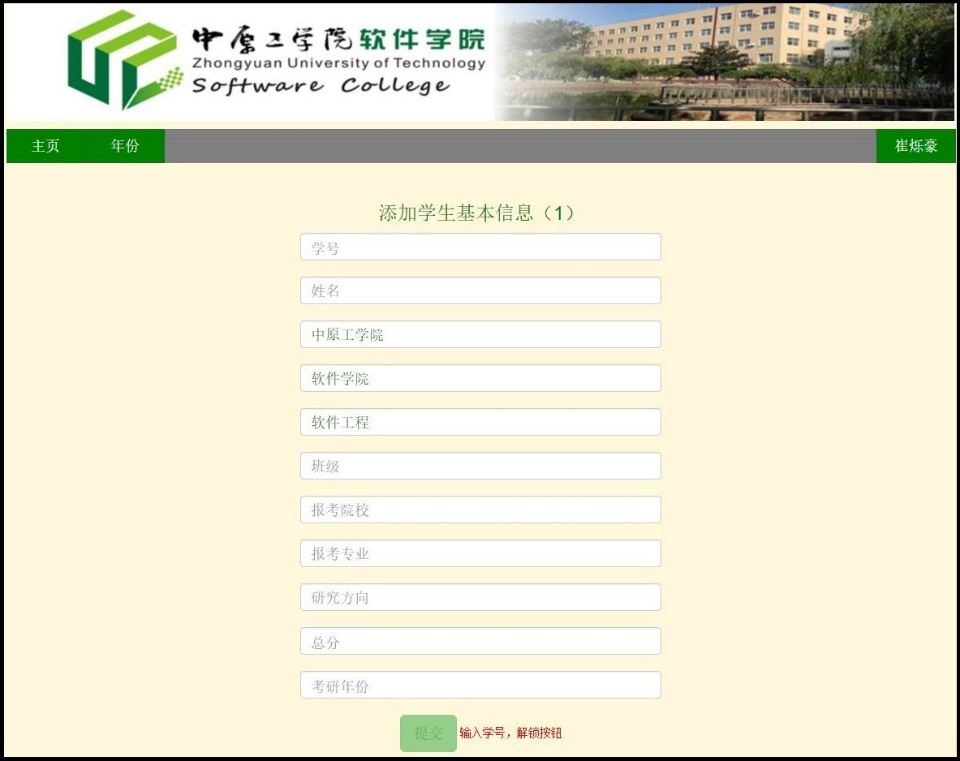 中原工学院软件学院
Zhongyuan University of Technology
Software College
主页 年份 崔烁豪
添加学生基本信息（1）
学号
姓名
中原工学院
软件学院
软件工程
班级
报考院校
报考专业
研究方向
总分
考研年份
提交 输入学号，解锁按钮